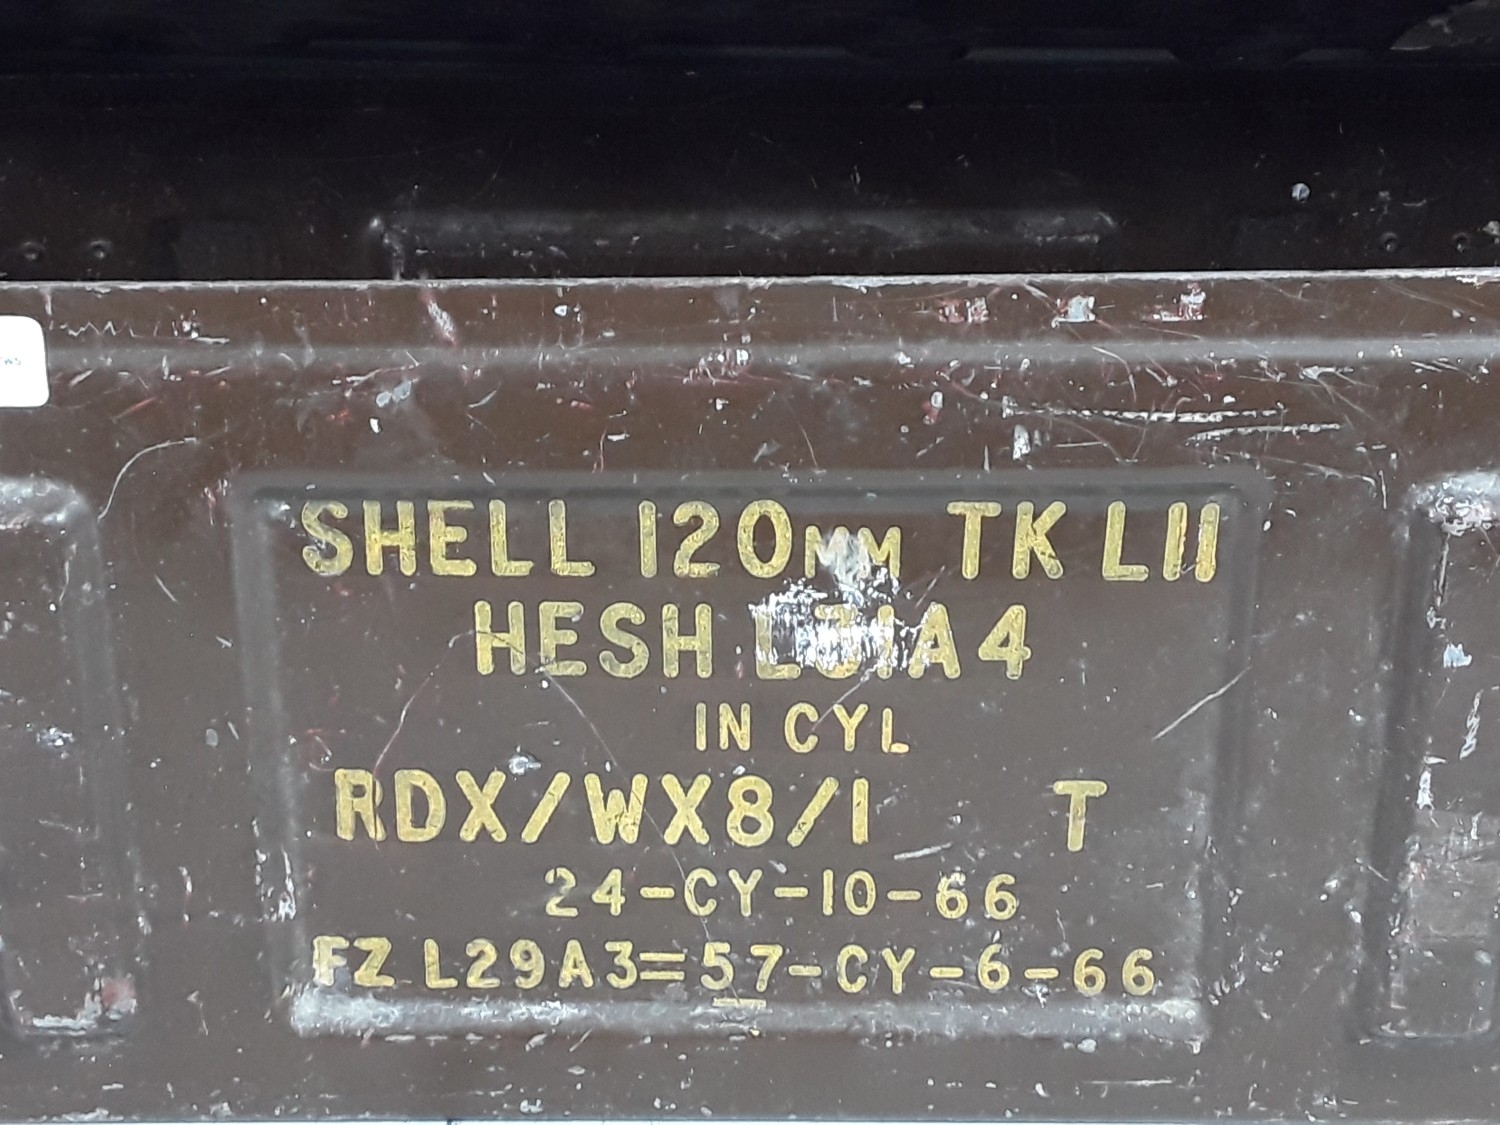 SHELL 120MM TK L11
HESH L31A4
IN CYL
RDX/WX8/1 T
24-CY-10-66
FZ L29A3=57-CY-6-66